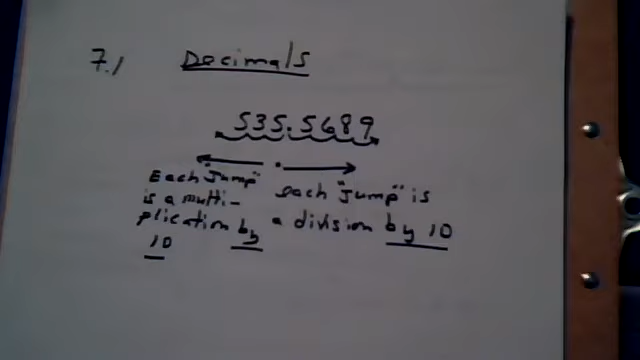 7.1 Decimals
535.5689
Each "Jump"
is a multi-
plication by
10
each "Jump" is
a division by 10